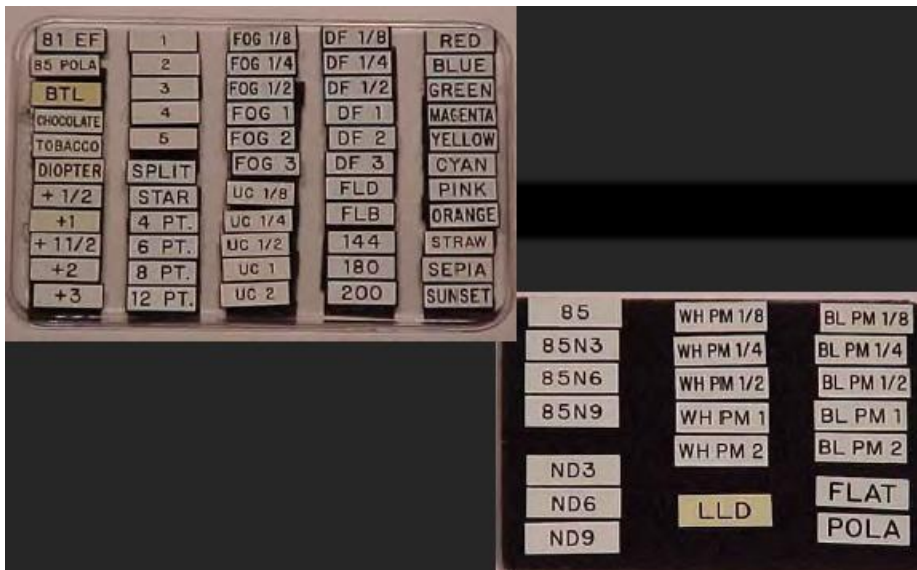 81 EF
85 POLA
BTL
CHOCOLATE
TOBACCO
DIOPTER
+ 1/2
+1
+ 11/2
+2
+3
1
2
3
4
5
SPLIT
STAR
4 PT.
6 PT.
8 PT.
12 PT.
FOG 1/8
FOG 1/4
FOG 1/2
FOG 1
FOG 2
FOG 3
UC 1/8
UC 1/4
UC 1/2
UC 1
UC 2
DF 1/8
DF 1/4
DF 1/2
DF 1
DF 2
DF 3
FLD
FLB
144
180
200
RED
BLUE
GREEN
MAGENTA
YELLOW
CYAN
PINK
ORANGE
STRAW
SEPIA
SUNSET
85
85N3
85N6
85N9
ND3
ND6
ND9
WH PM 1/8
WH PM 1/4
WH PM 1/2
WH PM 1
WH PM 2
LLD
BL PM 1/8
BL PM 1/4
BL PM 1/2
BL PM 1
BL PM 2
FLAT
POLA